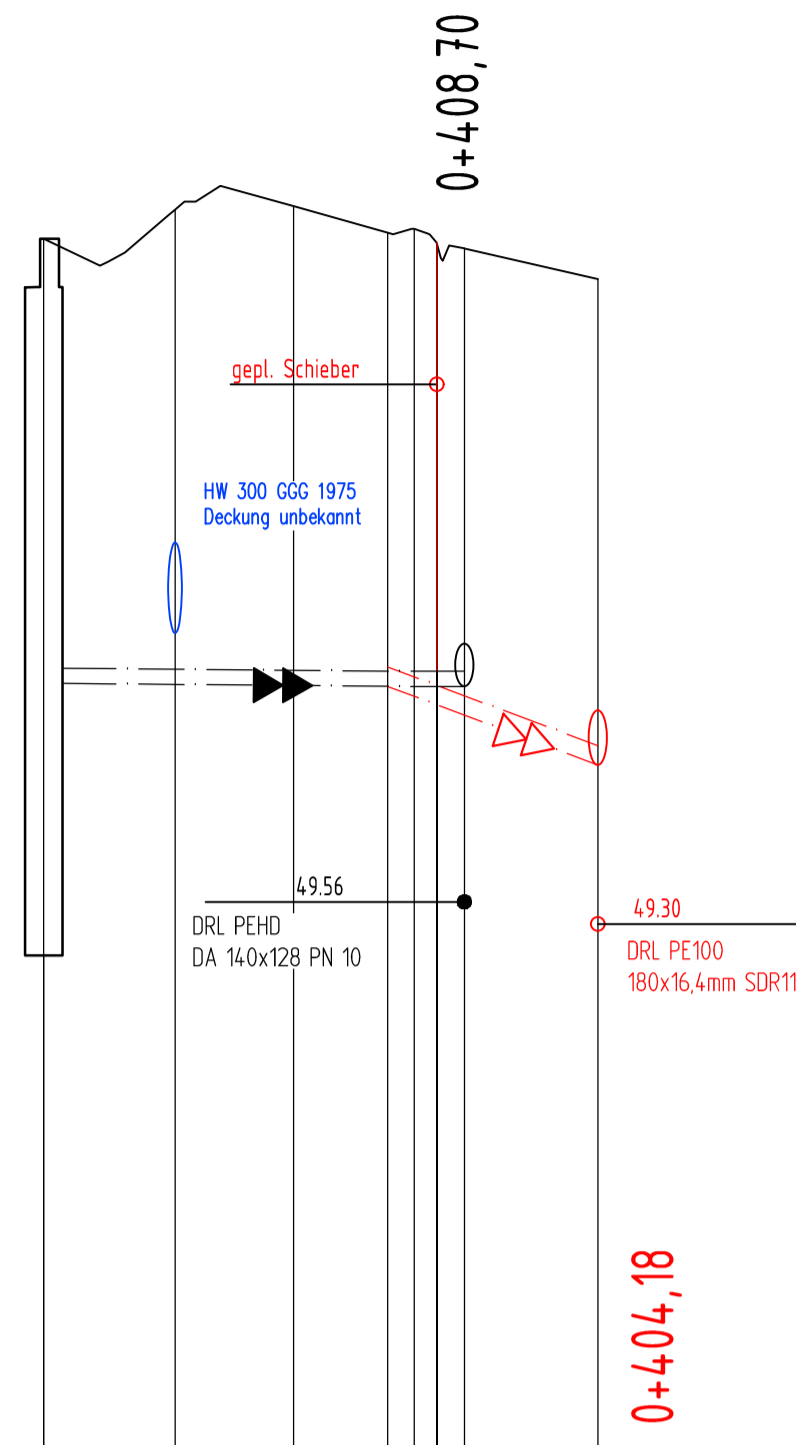 0+408,70
gepl. Schieber
HW 300 GGG 1975
Deckung unbekannt
49.56
DRL PEHD
DA 140x128 PN 10
49.30
DRL PE100
180x16,4mm SDR11
0+404,18